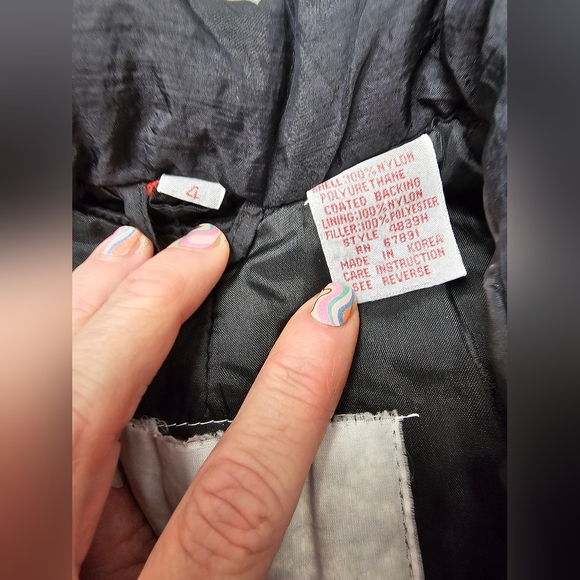 4
SHELL:100% NYLON
POLYURETHANE
COATED BACKING
LINING:100% NYLON
FILLER:100% POLYESTER
STYLE 4839H
RN 67891
MADE IN KOREA
CARE INSTRUCTION
SEE REVERSE